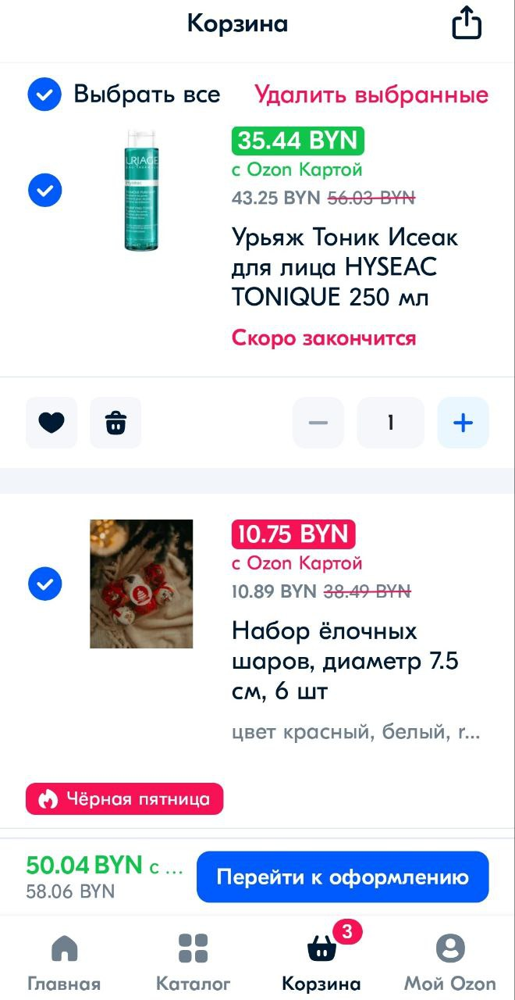 Корзина
Выбрать все
Удалить выбранные
35.44 BYN
с Ozon Картой
43.25 BYN 56.03 BYN
URIAGE
Урьяж Тоник Исеак
для лица HYSEAC
TONIQUE 250 мл
Скоро закончится
1
10.75 BYN
с Ozon Картой
10.89 BYN 38.49 BYN
Набор ёлочных
шаров, диаметр 7.5
см, 6 шт
цвет красный, белый, r...
Чёрная пятница
50.04 BYN с ...
58.06 BYN
Перейти к оформлению
3
Главная
Каталог
Корзина
Мой Ozon